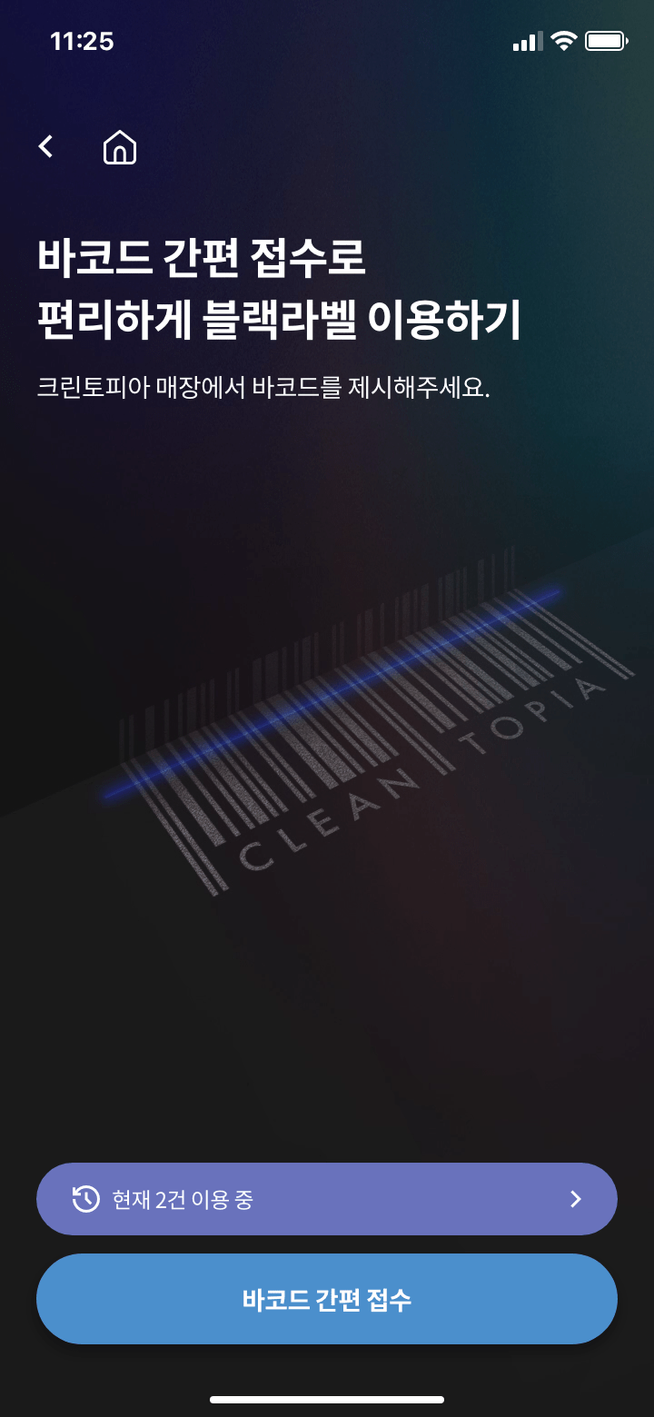 11:25
바코드 간편 접수로
편리하게 블랙라벨 이용하기
크린토피아 매장에서 바코드를 제시해주세요.
CLEAN TOPIA
현재 2건 이용 중
바코드 간편 접수